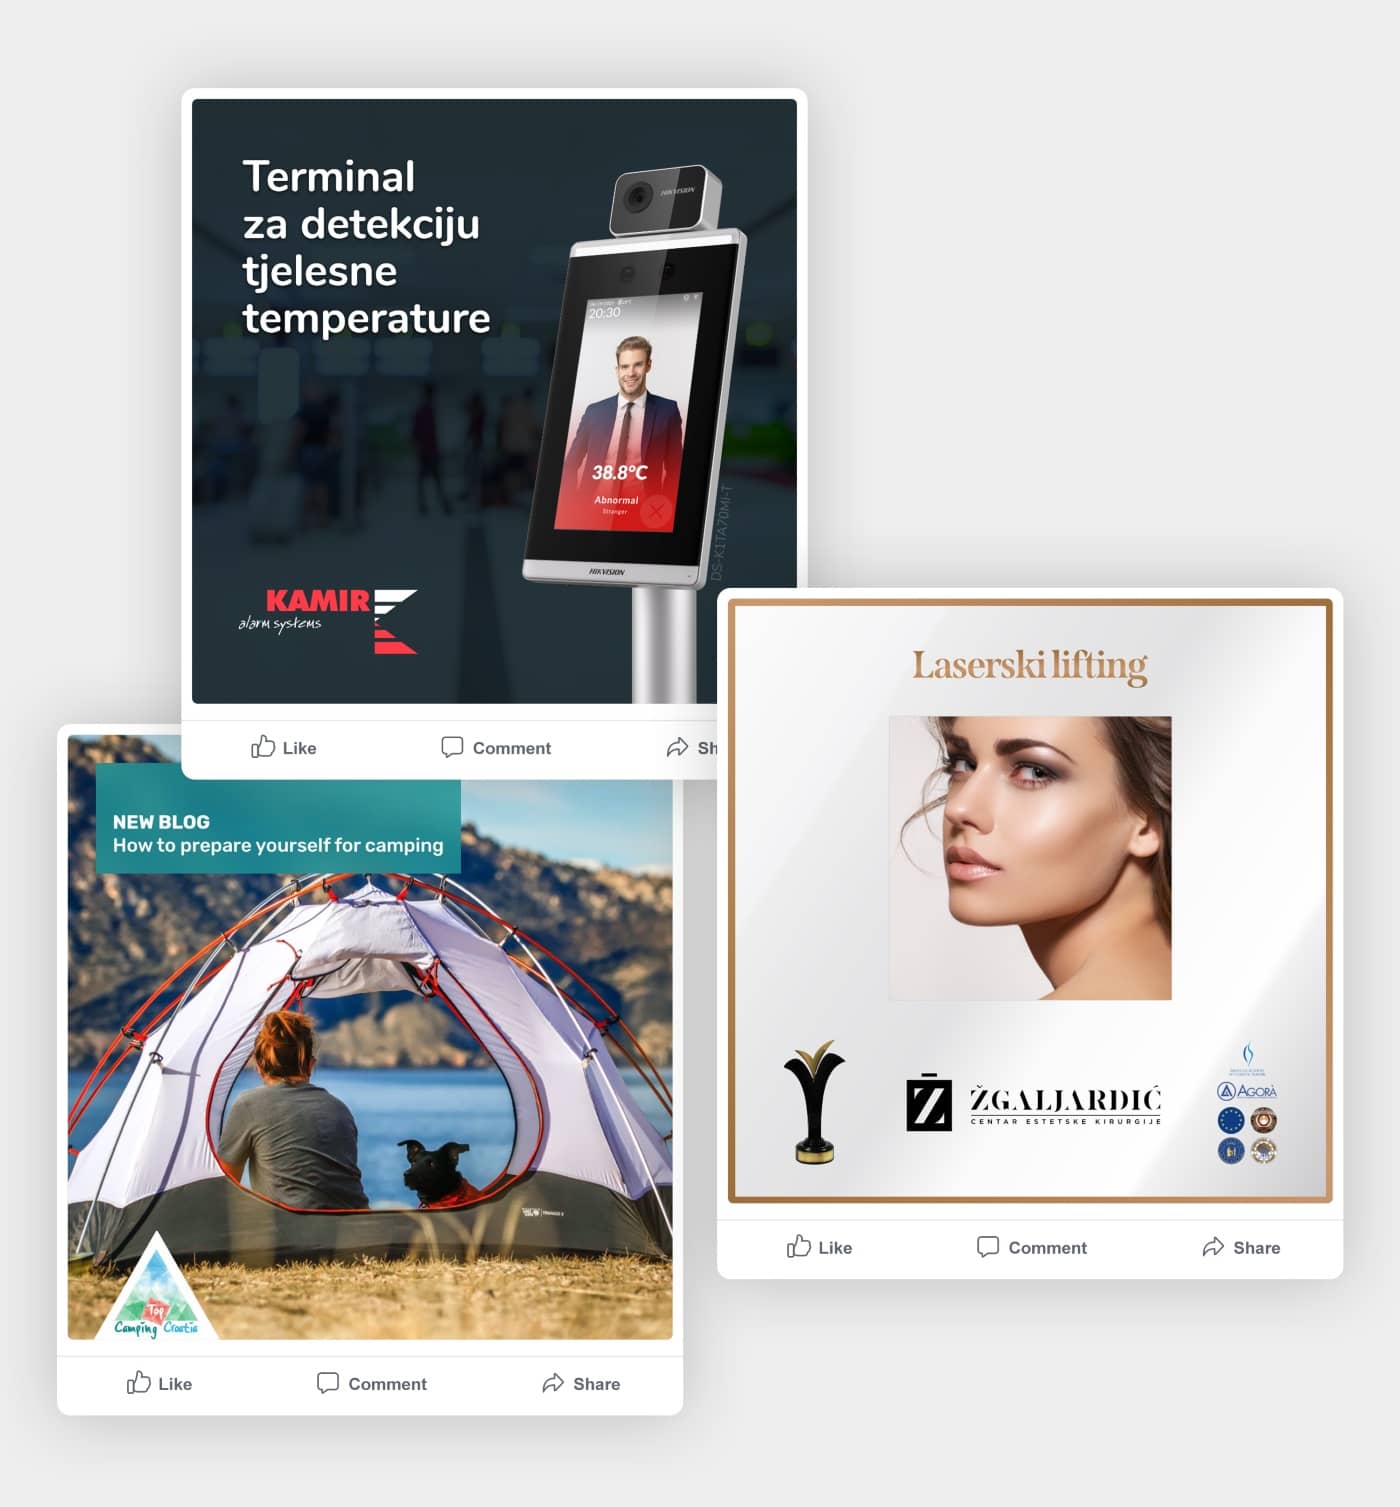 Terminal
za detekciju
tjelesne
temperature
HIKVISION
20:30
38.8°C
Abnormal
Stranger
HIKVISION
DS-K1TA70MI-T
KAMIR
alarm systems
Like
Comment
Sh
NEW BLOG
How to prepare yourself for camping
Top
Camping Croatia
Like
Comment
Share
Laserski lifting
Ž
ŽGALJARDIĆ
CENTAR ESTETSKE KIRURGIJE
AGORÀ
Like
Comment
Share